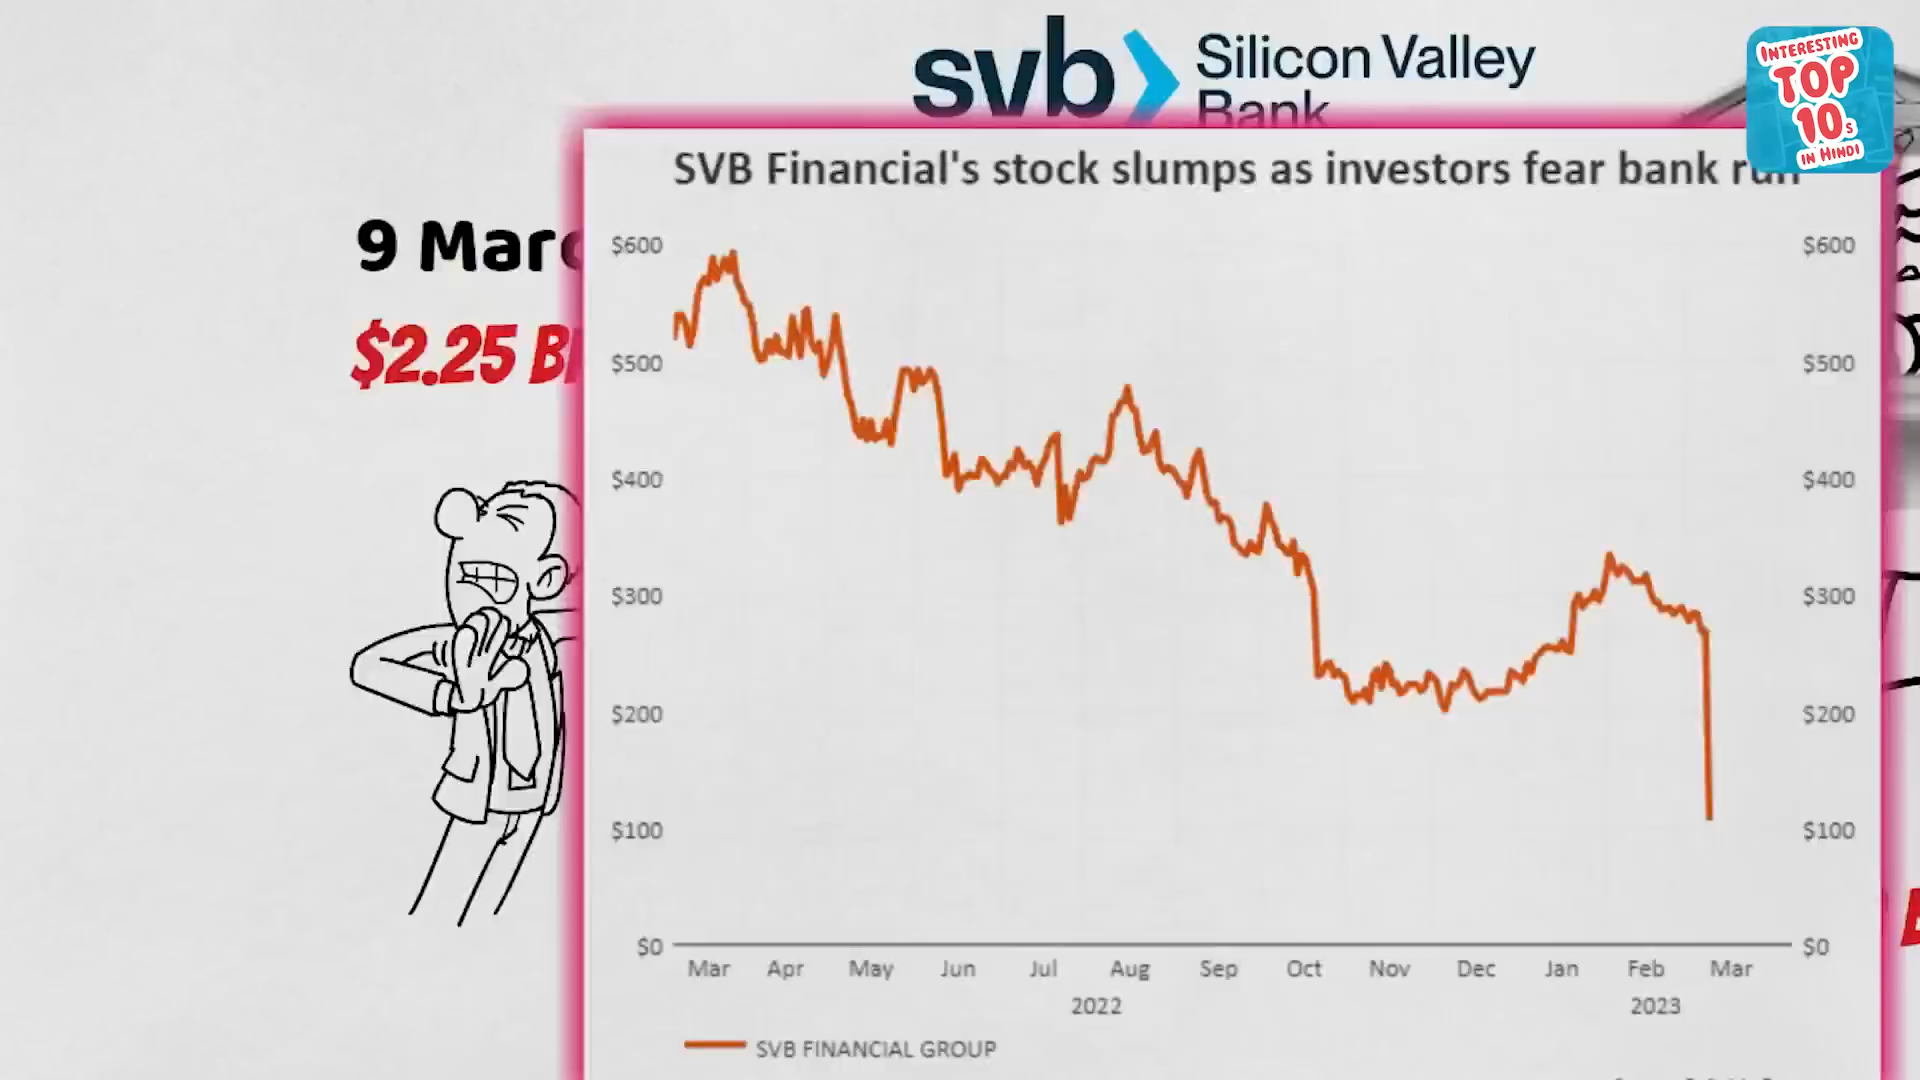 svb Silicon Valley
Bank
INTERESTING
TOP
10s
IN HINDI
SVB Financial's stock slumps as investors fear bank run
9 Marc
$2.25 B
$600
$500
$400
$300
$200
$100
$0
$600
$500
$400
$300
$200
$100
$0
Mar Apr May Jun Jul Aug Sep Oct Nov Dec Jan Feb Mar
2022 2023
SVB FINANCIAL GROUP